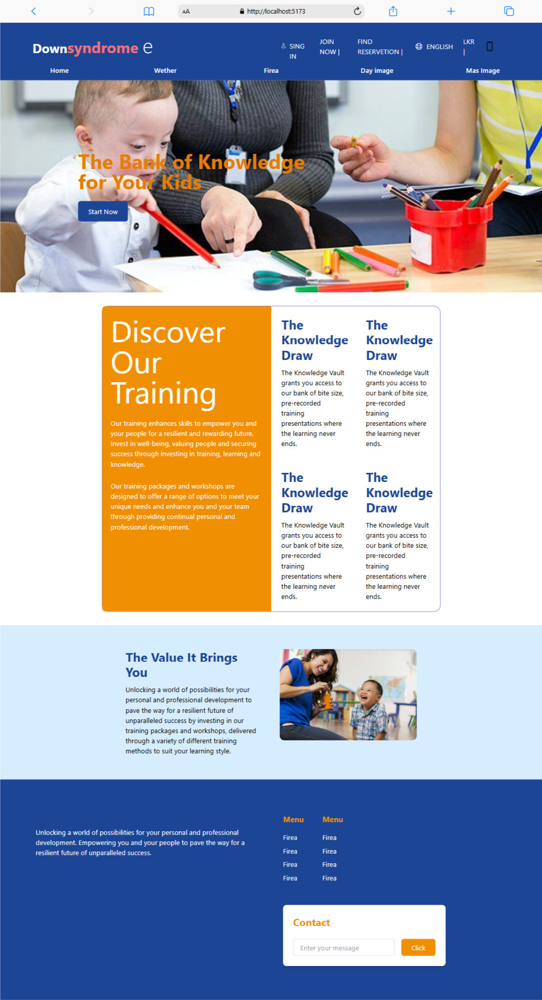 AA
http://localhost:5173
Downsyndrome e
SING
IN
JOIN
NOW |
FIND
RESERVETION |
ENGLISH
LKR
|
Home
Wether
Firea
Day image
Mas Image
The Bank of Knowledge
for Your Kids
Start Now
Discover
Our
Training
Our training enhances skills to empower you and
your people for a resilient and rewarding future.
Invest in well-being, valuing people and securing
success through investing in training, learning and
knowledge.
Our training packages and workshops are
designed to offer a range of options to meet your
unique needs and enhance you and your team
through providing continual personal and
professional development.
The
Knowledge
Draw
The Knowledge Vault
grants you access to
our bank of bite size,
pre-recorded
training
presentations where
the learning never
ends.
The
Knowledge
Draw
The Knowledge Vault
grants you access to
our bank of bite size,
pre-recorded
training
presentations where
the learning never
ends.
The
Knowledge
Draw
The Knowledge Vault
grants you access to
our bank of bite size,
pre-recorded
training
presentations where
the learning never
ends.
The
Knowledge
Draw
The Knowledge Vault
grants you access to
our bank of bite size,
pre-recorded
training
presentations where
the learning never
ends.
The Value It Brings
You
Unlocking a world of possibilities for your
personal and professional development to
pave the way for a resilient future of
unparalleled success by investing in our
training packages and workshops, delivered
through a variety of different training
methods to suit your learning style.
Unlocking a world of possibilities for your personal and professional
development. Empowering you and your people to pave the way for a
resilient future of unparalleled success.
Menu
Firea
Firea
Firea
Firea
Menu
Firea
Firea
Firea
Firea
Contact
Enter your message
Click